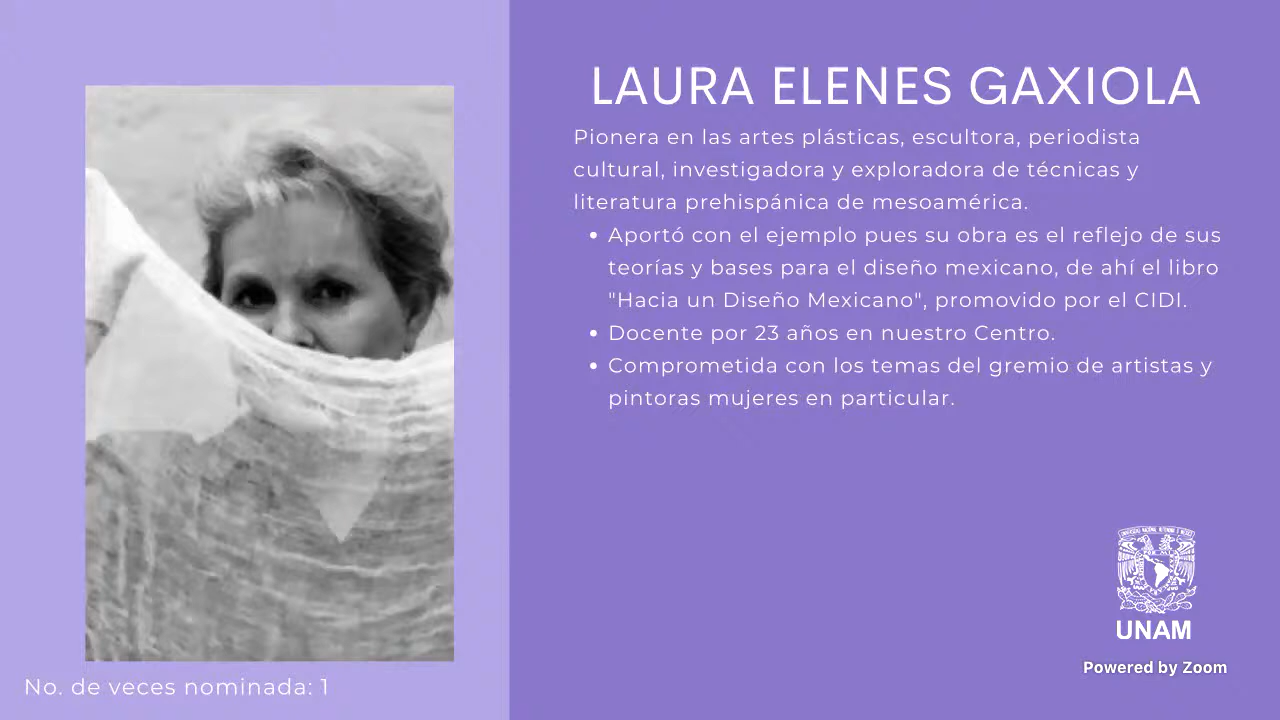 LAURA ELENES GAXIOLA
Pionera en las artes plásticas, escultora, periodista
cultural, investigadora y exploradora de técnicas y
literatura prehispánica de mesoamérica.
• Aportó con el ejemplo pues su obra es el reflejo de sus
teorías y bases para el diseño mexicano, de ahí el libro
"Hacia un Diseño Mexicano", promovido por el CIDI.
• Docente por 23 años en nuestro Centro.
• Comprometida con los temas del gremio de artistas y
pintoras mujeres en particular.
UNAM
Powered by Zoom
No. de veces nominada: 1